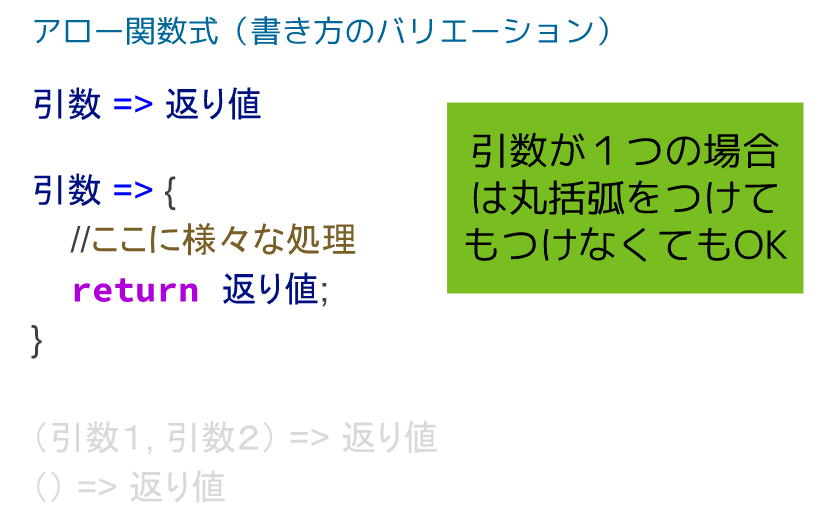 アロー関数式（書き方のバリエーション）
引数 => 返り値
引数 => {
//ここに様々な処理
return 返り値;
}
引数が１つの場合
は丸括弧をつけて
もつけなくてもOK
（引数１, 引数２） => 返り値
（） => 返り値